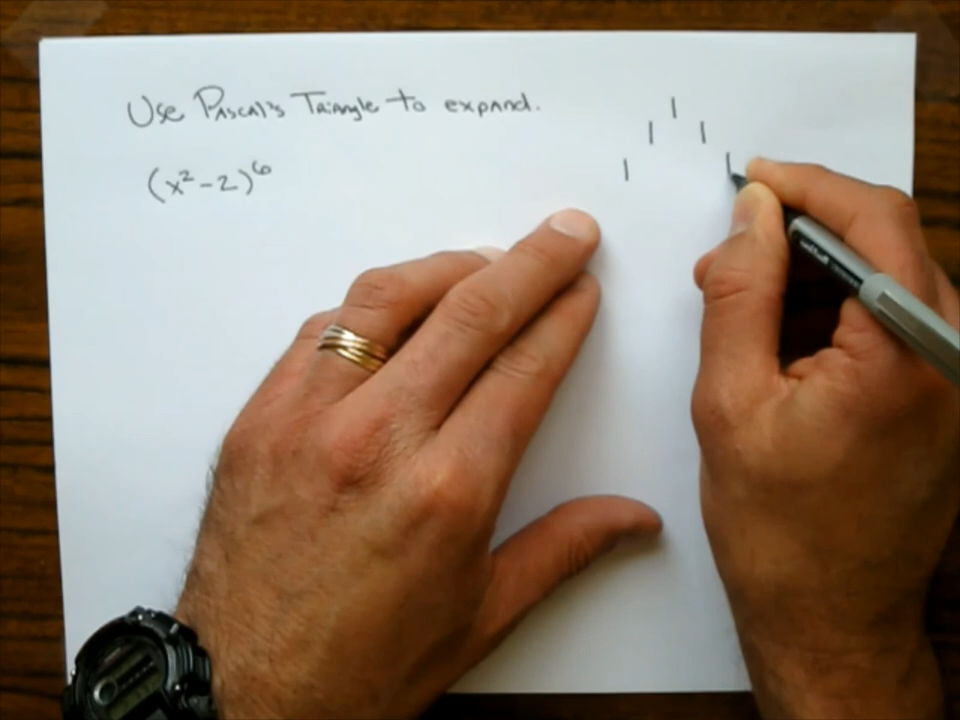 Use Pascal's Triangle to expand.
(x²-2)⁶
1
1 1
1 1